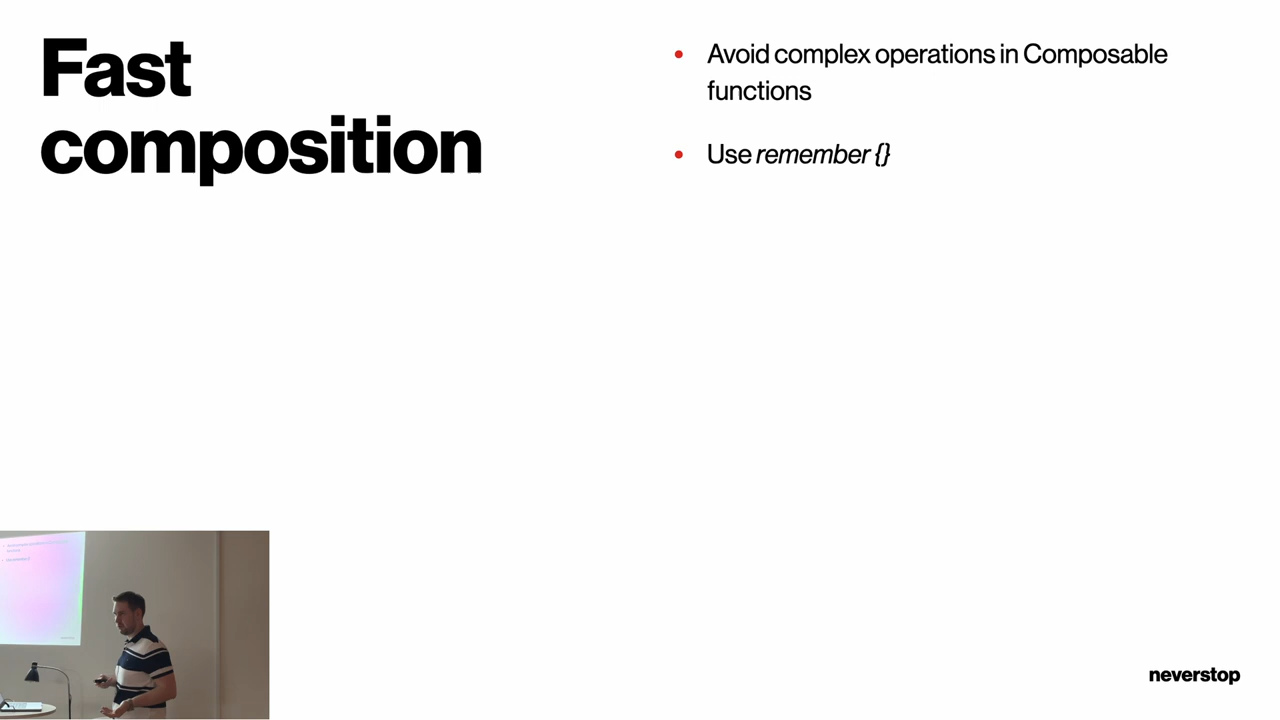 Fast
composition
Avoid complex operations in Composable
functions
Use remember {}
neverstop